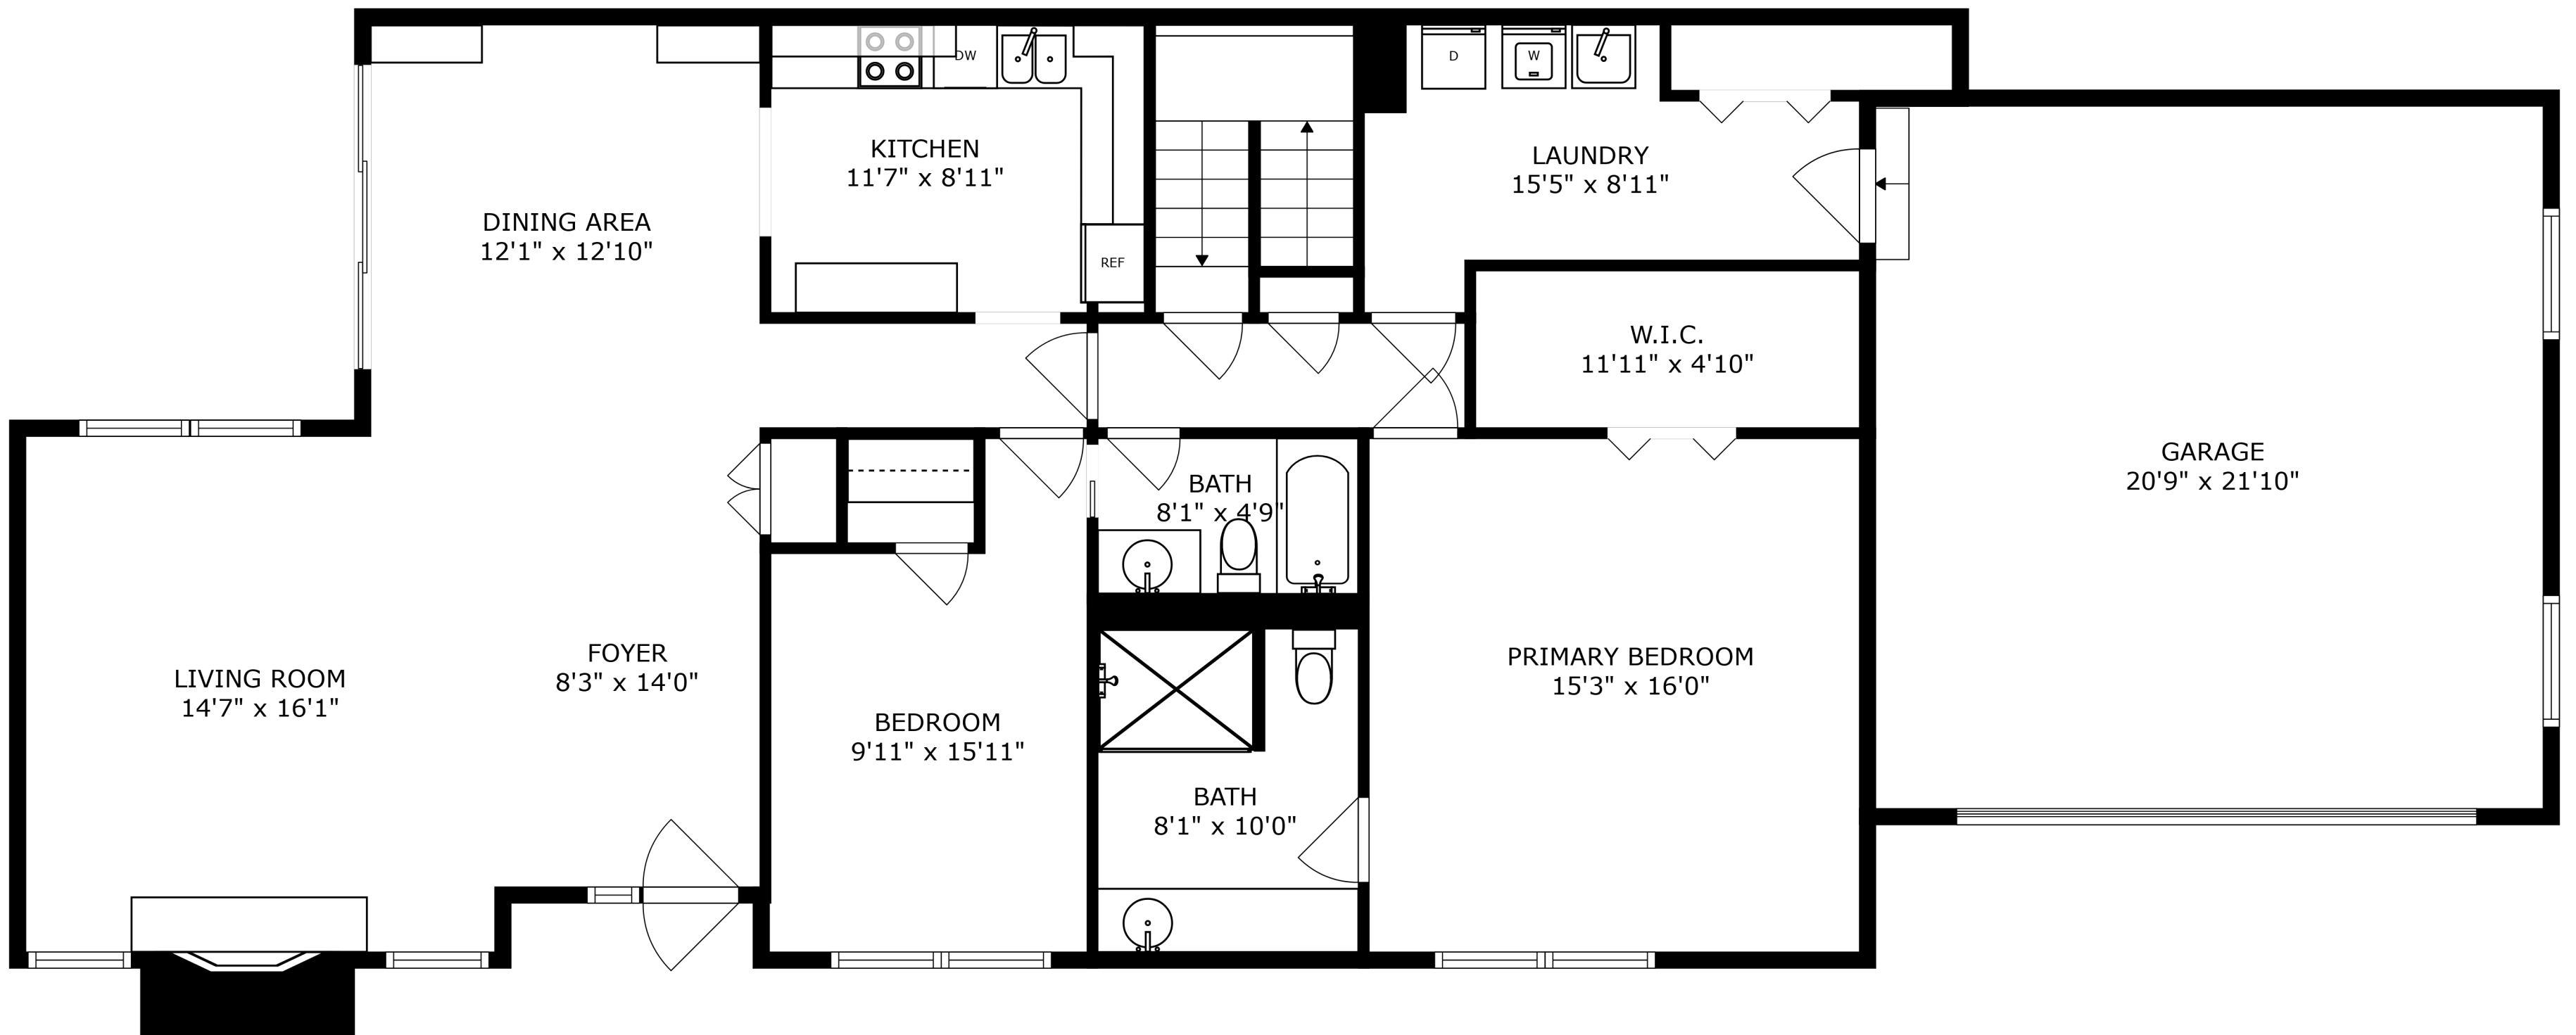 DW
D
W
KITCHEN
11'7" x 8'11"
LAUNDRY
15'5" x 8'11"
DINING AREA
12'1" x 12'10"
REF
W.I.C.
11'11" x 4'10"
GARAGE
20'9" x 21'10"
BATH
8'1" x 4'9"
LIVING ROOM
14'7" x 16'1"
FOYER
8'3" x 14'0"
PRIMARY BEDROOM
15'3" x 16'0"
BEDROOM
9'11" x 15'11"
BATH
8'1" x 10'0"